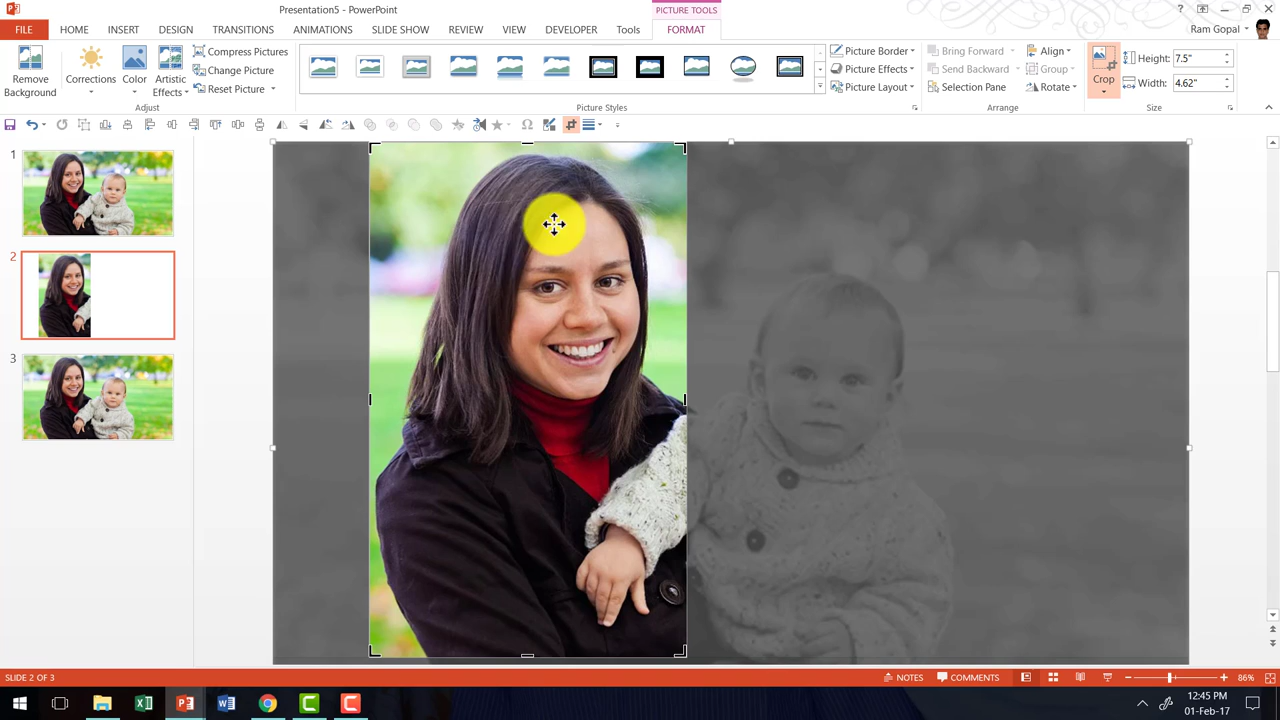 Presentation5 - PowerPoint
PICTURE TOOLS
FILE HOME INSERT DESIGN TRANSITIONS ANIMATIONS SLIDE SHOW REVIEW VIEW DEVELOPER Tools FORMAT
Ram Gopal
Remove Background
Corrections
Color
Artistic Effects
Compress Pictures
Change Picture
Reset Picture
Adjust
Picture Styles
Picture Border
Picture Effects
Picture Layout
Bring Forward
Send Backward
Selection Pane
Align
Group
Rotate
Arrange
Crop
Height: 7.5"
Width: 4.62"
Size
1
2
3
SLIDE 2 OF 3
NOTES
COMMENTS
86%
12:45 PM
01-Feb-17